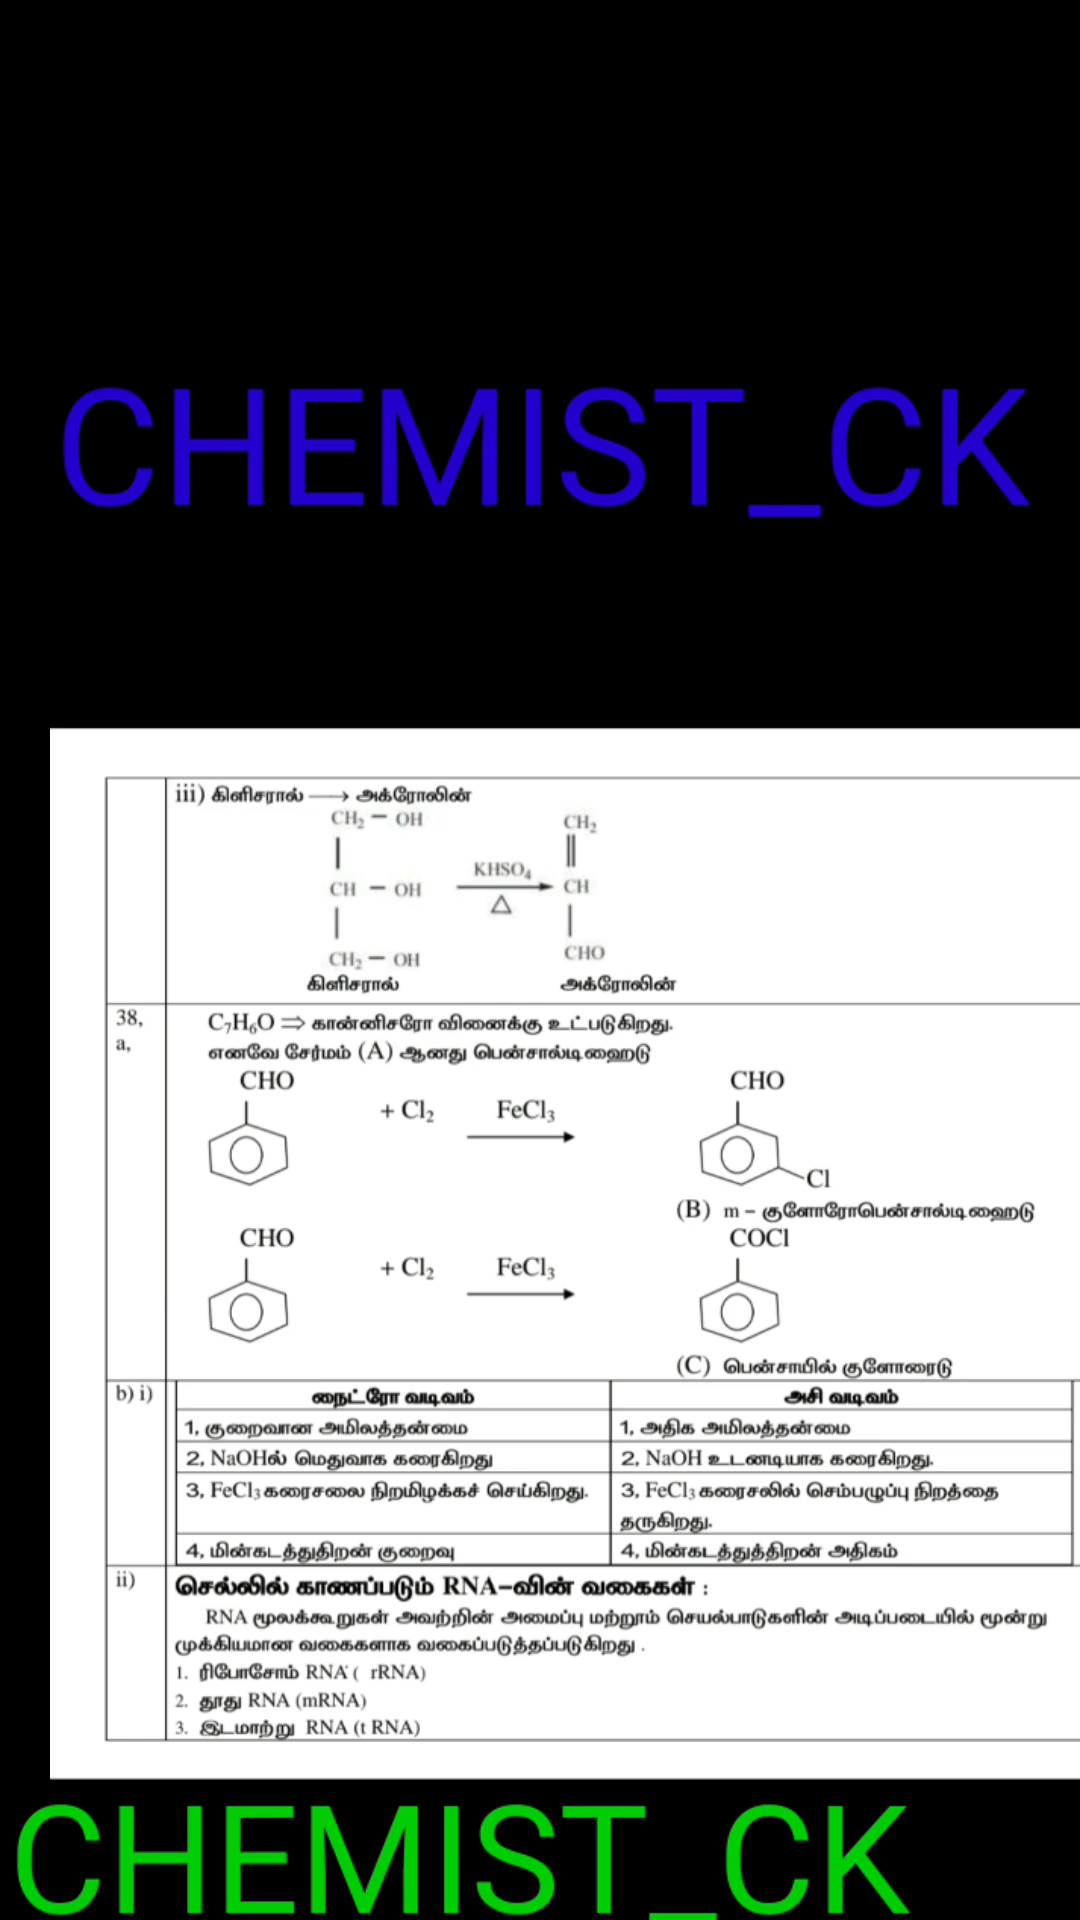 CHEMIST_CK
iii) கிளிசரால் ⟶ அக்ரோலின்
CH₂ — OH
CH₂
KHSO₄
CH — OH
CH
△
CH₂ — OH
CHO
கிளிசரால்
அக்ரோலின்
38,
a,
C₇H₆O ⇒ கான்னிசரோ வினைக்கு உட்படுகிறது.
எனவே சேர்மம் (A) ஆனது பென்சால்டிஹைடு
CHO
CHO
+ Cl₂
FeCl₃
Cl
(B) m – குளோரோபென்சால்டிஹைடு
CHO
COCl
+ Cl₂
FeCl₃
(C) பென்சாயில் குளோரைடு
b) i)
நைட்ரோ வடிவம்
அசி வடிவம்
1, குறைவான அமிலத்தன்மை
1, அதிக அமிலத்தன்மை
2, NaOHல் மெதுவாக கரைகிறது
2, NaOH உடனடியாக கரைகிறது.
3, FeCl₃ கரைசலை நிறமிழக்கச் செய்கிறது.
3, FeCl₃ கரைசலில் செம்பழுப்பு நிறத்தை
தருகிறது.
4, மின்கடத்துதிறன் குறைவு
4, மின்கடத்துத்திறன் அதிகம்
ii)
செல்லில் காணப்படும் RNA–வின் வகைகள் :
RNA மூலக்கூறுகள் அவற்றின் அமைப்பு மற்றூம் செயல்பாடுகளின் அடிப்படையில் மூன்று
முக்கியமான வகைகளாக வகைப்படுத்தப்படுகிறது .
1. ரிபோசோம் RNA ( rRNA)
2. தூது RNA (mRNA)
3. இடமாற்று RNA (t RNA)
CHEMIST_CK